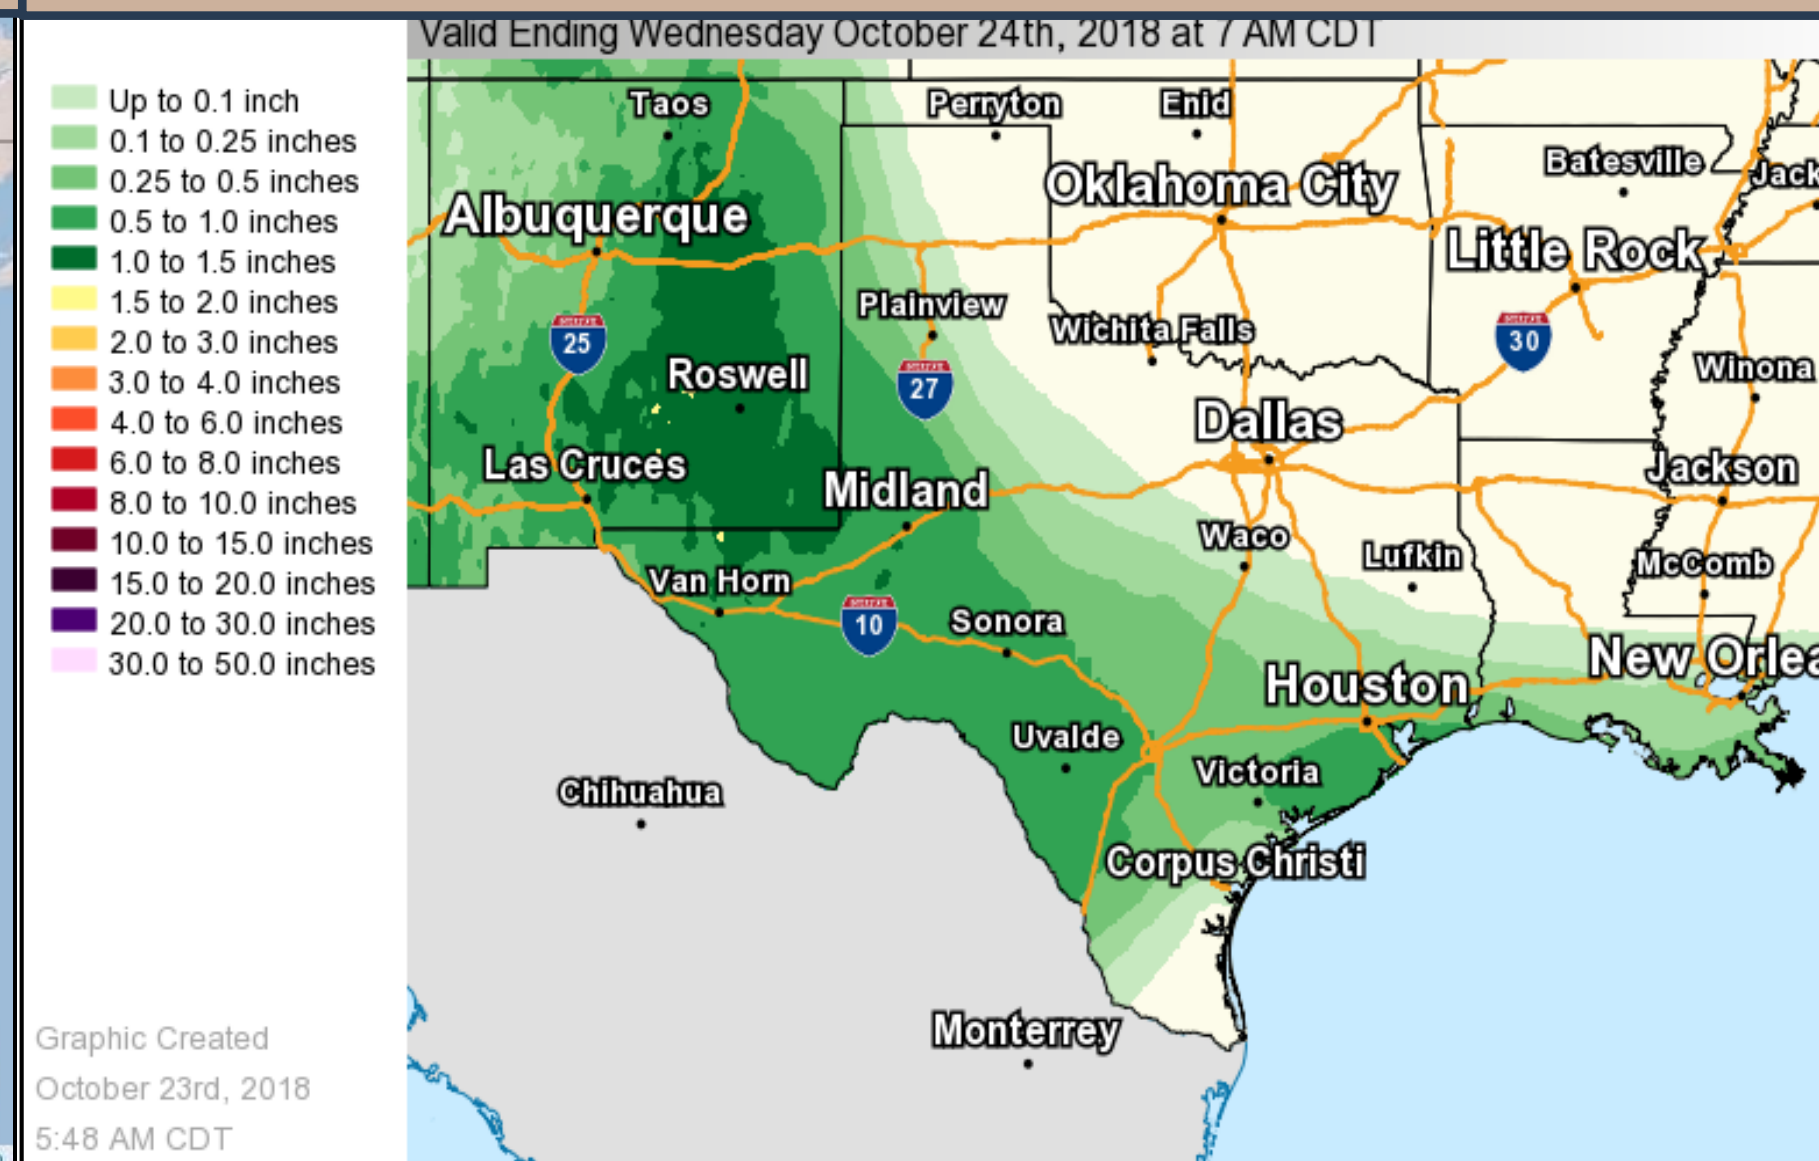 Valid Ending Wednesday October 24th, 2018 at 7 AM CDT
Up to 0.1 inch
0.1 to 0.25 inches
0.25 to 0.5 inches
0.5 to 1.0 inches
1.0 to 1.5 inches
1.5 to 2.0 inches
2.0 to 3.0 inches
3.0 to 4.0 inches
4.0 to 6.0 inches
6.0 to 8.0 inches
8.0 to 10.0 inches
10.0 to 15.0 inches
15.0 to 20.0 inches
20.0 to 30.0 inches
30.0 to 50.0 inches
Graphic Created
October 23rd, 2018
5:48 AM CDT
Taos
Perryton
Enid
Batesville
Jack
Oklahoma City
Albuquerque
Little Rock
Plainview
Wichita Falls
25
30
Roswell
27
Winona
Dallas
Las Cruces
Midland
Jackson
Waco
Lufkin
McComb
Van Horn
10
Sonora
New Orlea
Houston
Uvalde
Victoria
Chihuahua
Corpus Christi
Monterrey